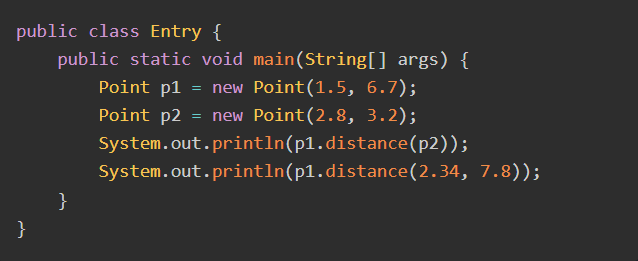 public class Entry {
    public static void main(String[] args) {
        Point p1 = new Point(1.5, 6.7);
        Point p2 = new Point(2.8, 3.2);
        System.out.println(p1.distance(p2));
        System.out.println(p1.distance(2.34, 7.8));
    }
}